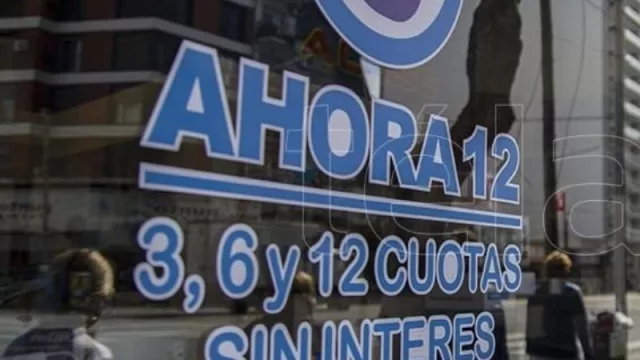 AHORA 12
3, 6 y 12 CUOTAS
SIN INTERES